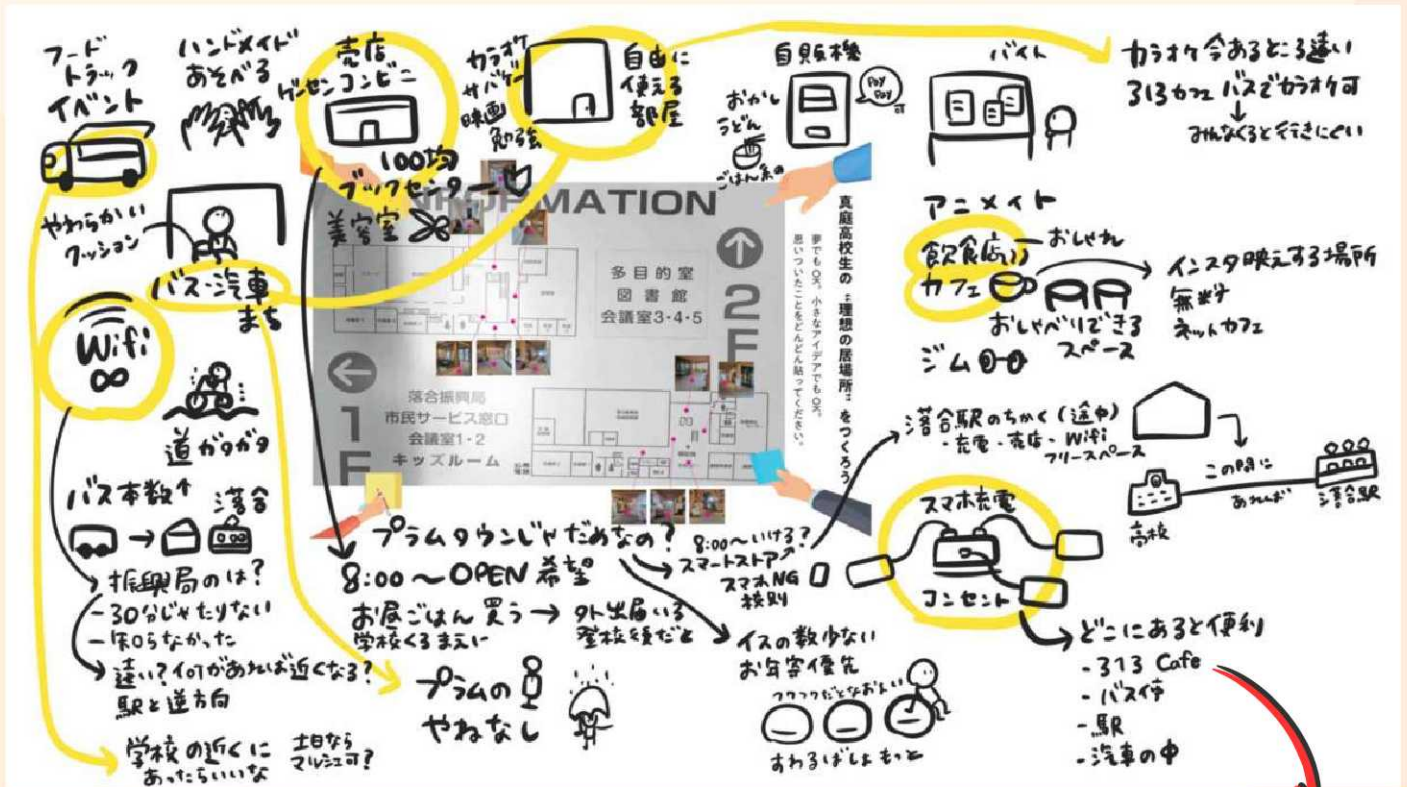 フード
トラック
イベント
ハンドメイド
あそべる
売店
ゲーセンコンビニ
100均
ブックセンター
美容室
カラオケ
サバゲー
映画
勉強
自由に
使える
部屋
自販機
PayPay可
おかし
うどん
ごはん系の
バイト
カラオケ今あるところ遠い
313カフェ バスでカラオケ可
みんなくると行きにくい
やわらかい
クッション
バス・汽車
まち
Wifi
∞
道ガタガタ
バス本数↑
落合
振興局のは?
-30分じゃたりない
-知らなかった
遠い?何があれば近くなる?
駅と逆方向
学校の近くに
あったらいいな
土日なら
マルシェ可?
INFORMATION
多目的室
図書館
会議室3・4・5
2F
落合振興局
市民サービス窓口
会議室1・2
キッズルーム
1F
真庭高校生の“理想の居場所”をつくろう
夢でもOK。小さなアイデアでもOK。
思いついたことをどんどん貼ってください。
アニメイト
飲食店
おしゃれ
カフェ
インスタ映えする場所
無料
ネットカフェ
おしゃべりできる
スペース
ジム
落合駅のちかく(途中)
・充電・売店・Wifi
フリースペース
この間に
あれば
高校
落合駅
プラムタウンじゃだめなの?
8:00〜いける?
スマートストア
スマホNG
校則
8:00〜OPEN希望
お昼ごはん買う→外出届いる
学校くるまえに
登校後だと
プラムの
やねなし
イスの数少ない
お年寄優先
フワフワだとなおよい
すわるばしょもっと
スマホ充電
コンセント
どこにあると便利
-313 Cafe
-バス停
-駅
-汽車の中